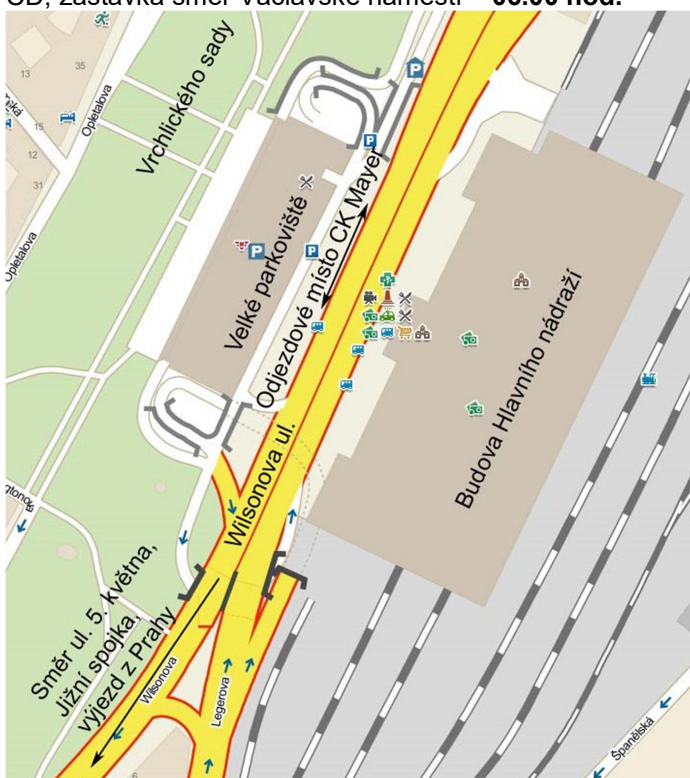 ČD, zastávka směr Václavské náměstí – 06.00 hod.
13
35
Opletalova
Vrchlického sady
15
12
31
Opletalova
Velké parkoviště
Odjezdové místo CK Mayer
Budova Hlavního nádraží
Wilsonova ul.
Směr ul. 5. května,
Jižní spojka,
výjezd z Prahy
Wilsonova
Legerova
Španělská
6
P
P
P
P